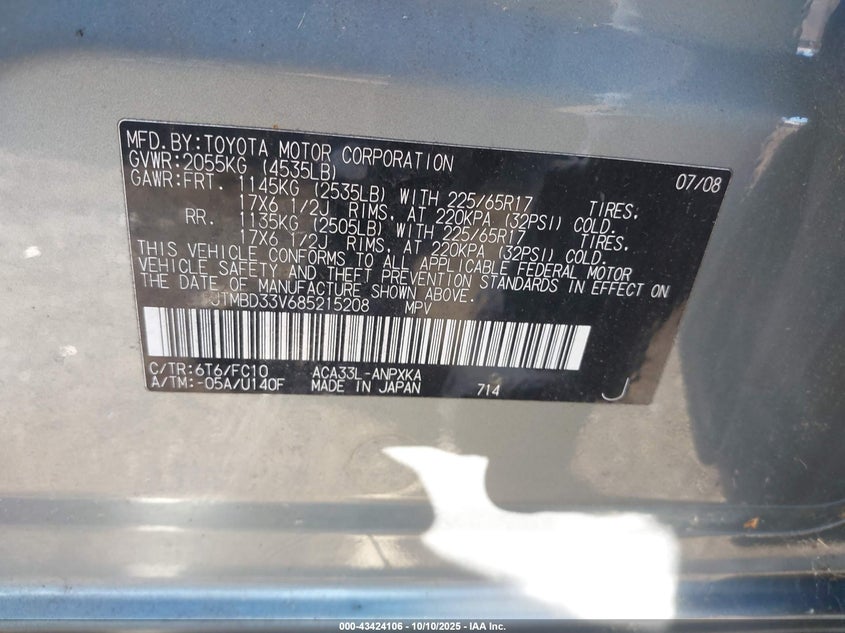 MFD.BY:TOYOTA MOTOR CORPORATION 07/08
GVWR:2055KG (4535LB)
GAWR:FRT. 1145KG (2535LB) WITH 225/65R17 TIRES,
17X6 1/2J RIMS. AT 220KPA (32PSI) COLD.
RR. 1135KG (2505LB) WITH 225/65R17 TIRES,
17X6 1/2J RIMS. AT 220KPA (32PSI) COLD.
THIS VEHICLE CONFORMS TO ALL APPLICABLE FEDERAL MOTOR
VEHICLE SAFETY AND THEFT PREVENTION STANDARDS IN EFFECT ON
THE DATE OF MANUFACTURE SHOWN ABOVE.
JTMBD33V685215208 MPV
C/TR:6T6/FC10 ACA33L-ANPXKA
A/TM:-05A/U140F MADE IN JAPAN 714 J
000-43424106 - 10/10/2025 - IAA Inc.